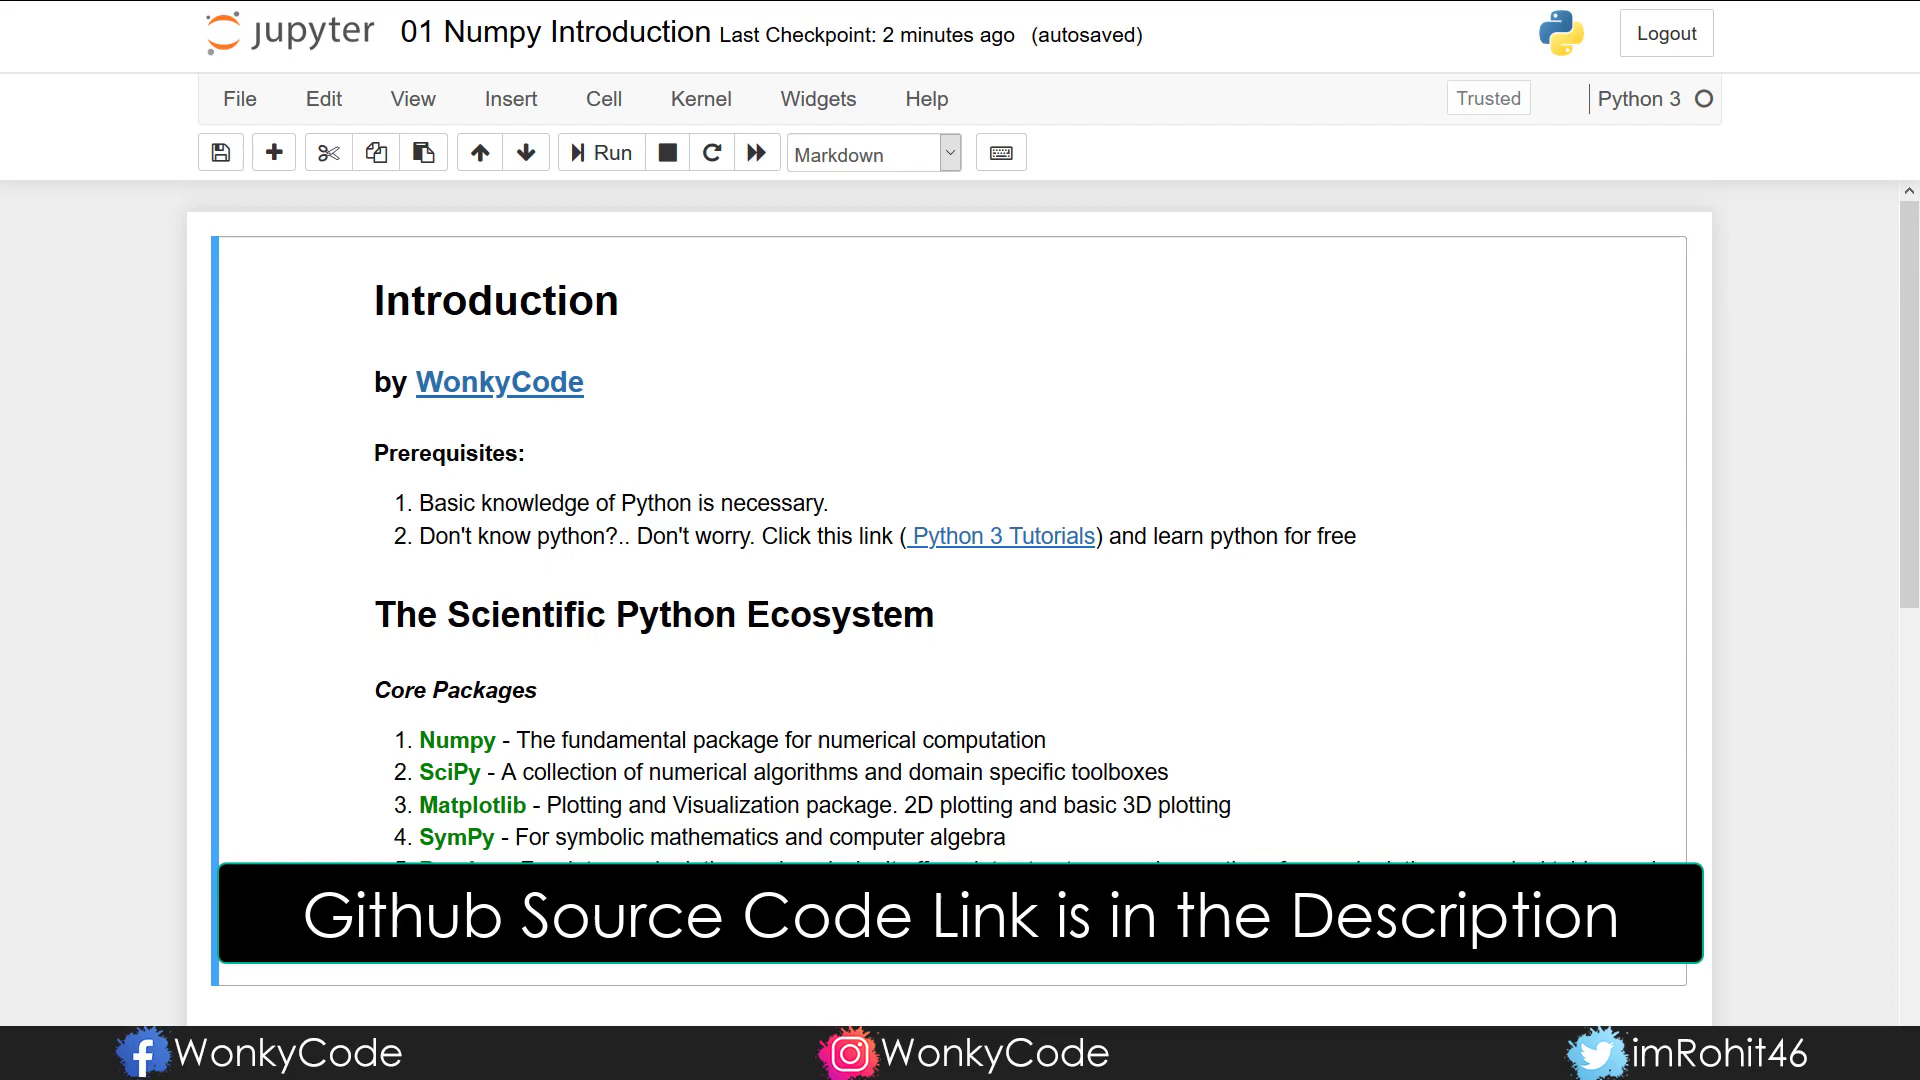 jupyter 01 Numpy Introduction Last Checkpoint: 2 minutes ago (autosaved) Logout
File Edit View Insert Cell Kernel Widgets Help Trusted Python 3
Run Markdown
Introduction
by WonkyCode
Prerequisites:
1. Basic knowledge of Python is necessary.
2. Don't know python?.. Don't worry. Click this link ( Python 3 Tutorials) and learn python for free
The Scientific Python Ecosystem
Core Packages
1. Numpy - The fundamental package for numerical computation
2. SciPy - A collection of numerical algorithms and domain specific toolboxes
3. Matplotlib - Plotting and Visualization package. 2D plotting and basic 3D plotting
4. SymPy - For symbolic mathematics and computer algebra
Github Source Code Link is in the Description
WonkyCode WonkyCode imRohit46